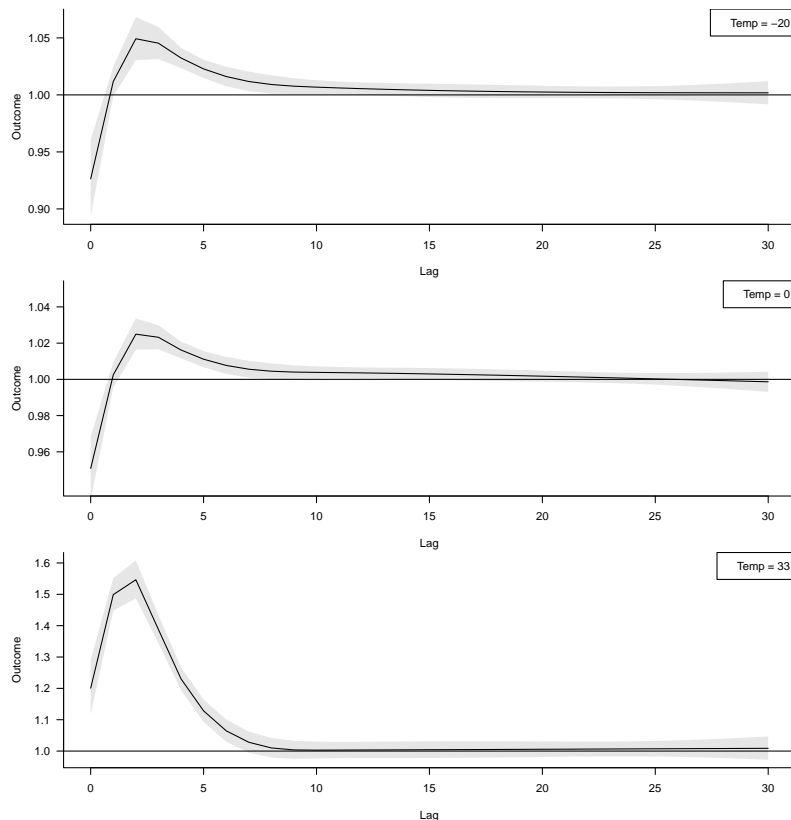 Temp = −20
1.05
1.00
0.95
0.90
Outcome
0 5 10 15 20 25 30
Lag
Temp = 0
1.04
1.02
1.00
0.98
0.96
Outcome
0 5 10 15 20 25 30
Lag
Temp = 33
1.6
1.5
1.4
1.3
1.2
1.1
1.0
Outcome
0 5 10 15 20 25 30
Lag